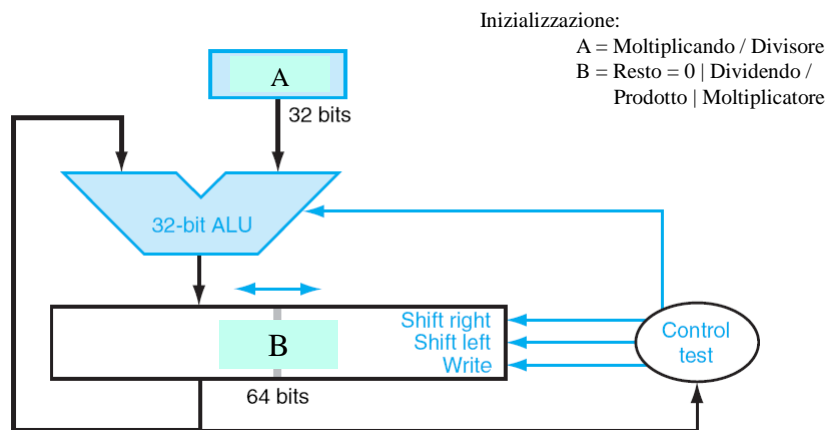 Inizializzazione:
A = Moltiplicando / Divisore
B = Resto = 0 | Dividendo /
Prodotto | Moltiplicatore
A
32 bits
32-bit ALU
Shift right
Shift left
Write
B
64 bits
Control
test